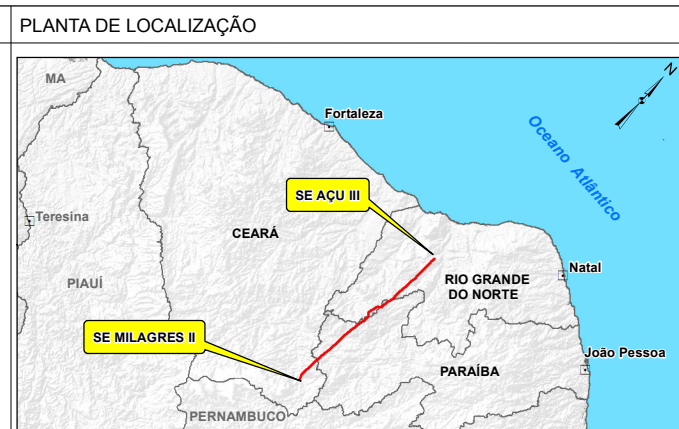 PLANTA DE LOCALIZAÇÃO
MA
N
Fortaleza
Oceano Atlântico
SE AÇU III
Teresina
CEARÁ
Natal
PIAUÍ
RIO GRANDE
DO NORTE
SE MILAGRES II
João Pessoa
PARAÍBA
PERNAMBUCO